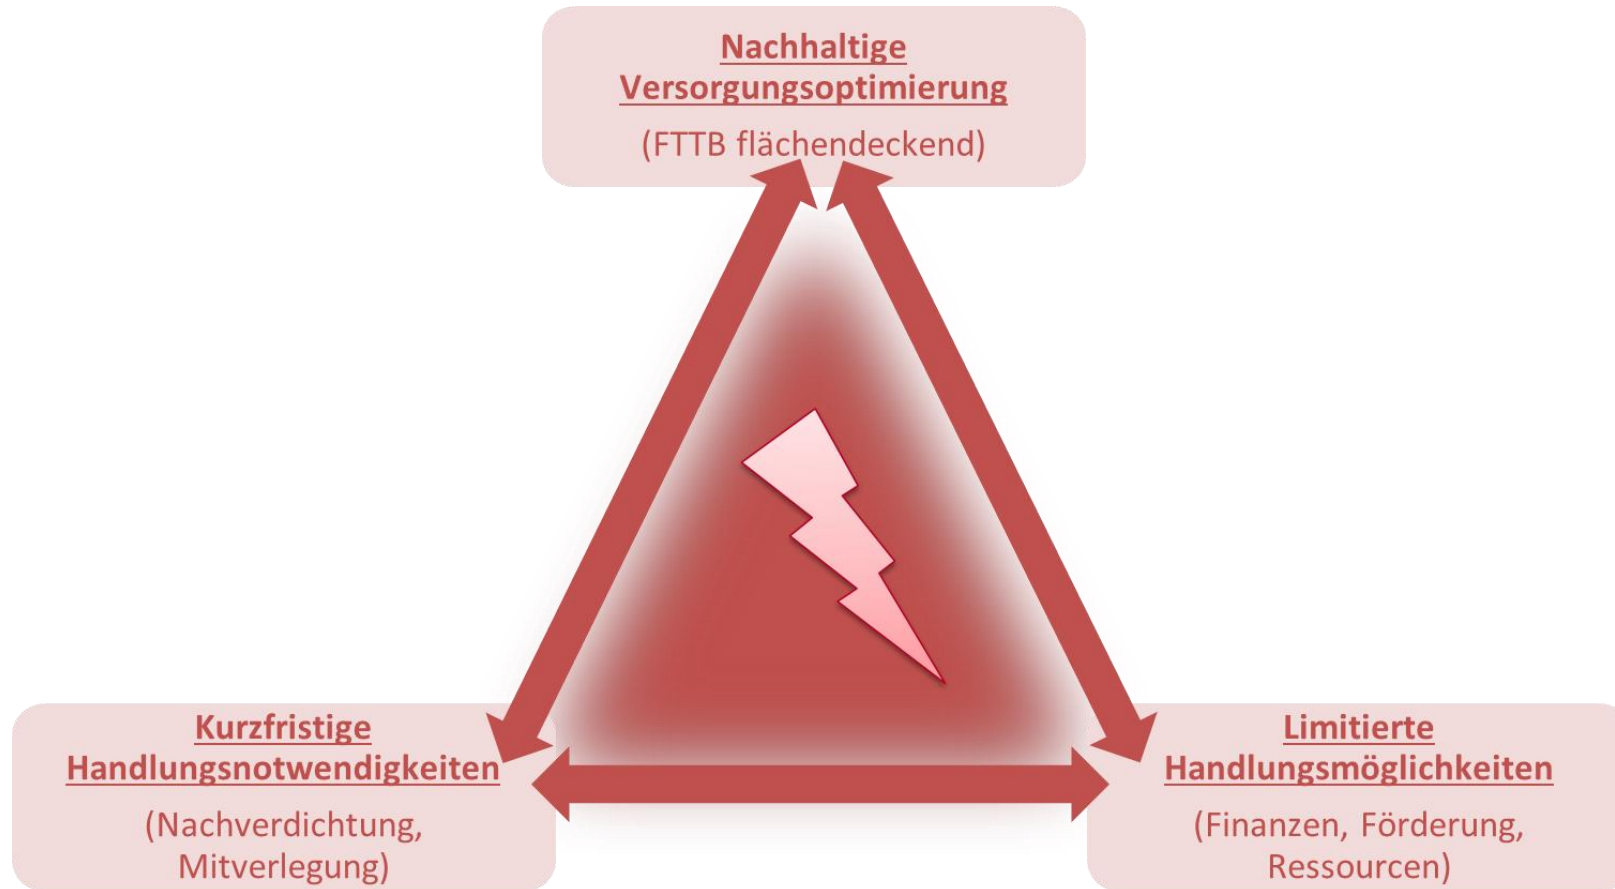 Nachhaltige
Versorgungsoptimierung
(FTTB flächendeckend)
Kurzfristige
Handlungsnotwendigkeiten
(Nachverdichtung,
Mitverlegung)
Limitierte
Handlungsmöglichkeiten
(Finanzen, Förderung,
Ressourcen)